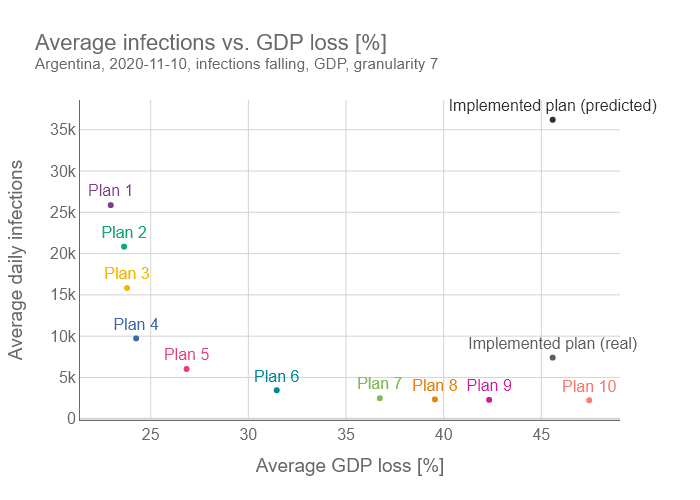 Average infections vs. GDP loss [%]
Argentina, 2020-11-10, infections falling, GDP, granularity 7
Implemented plan (predicted)
35k
30k
Plan 1
25k
Plan 2
20k
Plan 3
15k
Plan 4
10k
Implemented plan (real)
Plan 5
5k
Plan 6
Plan 7
Plan 8
Plan 9
Plan 10
0
25
30
35
40
45
Average GDP loss [%]
Average daily infections